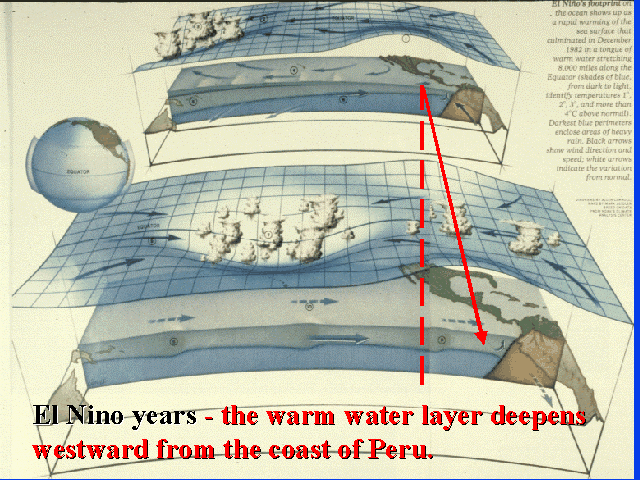 El Niño's footprint on
the ocean shows up as
a rapid warming of the
sea surface that
culminated in December
1982 in a tongue of
warm water stretching
8,000 miles along the
Equator (shades of blue,
from dark to light,
identify temperatures 1°,
2°, 3°, and more than
4°C above normal).
Darkest blue perimeters
enclose areas of heavy
rain. Black arrows
show wind direction and
speed; white arrows
indicate the variation
from normal.
EQUATOR
EQUATOR
El Nino years - the warm water layer deepens
westward from the coast of Peru.